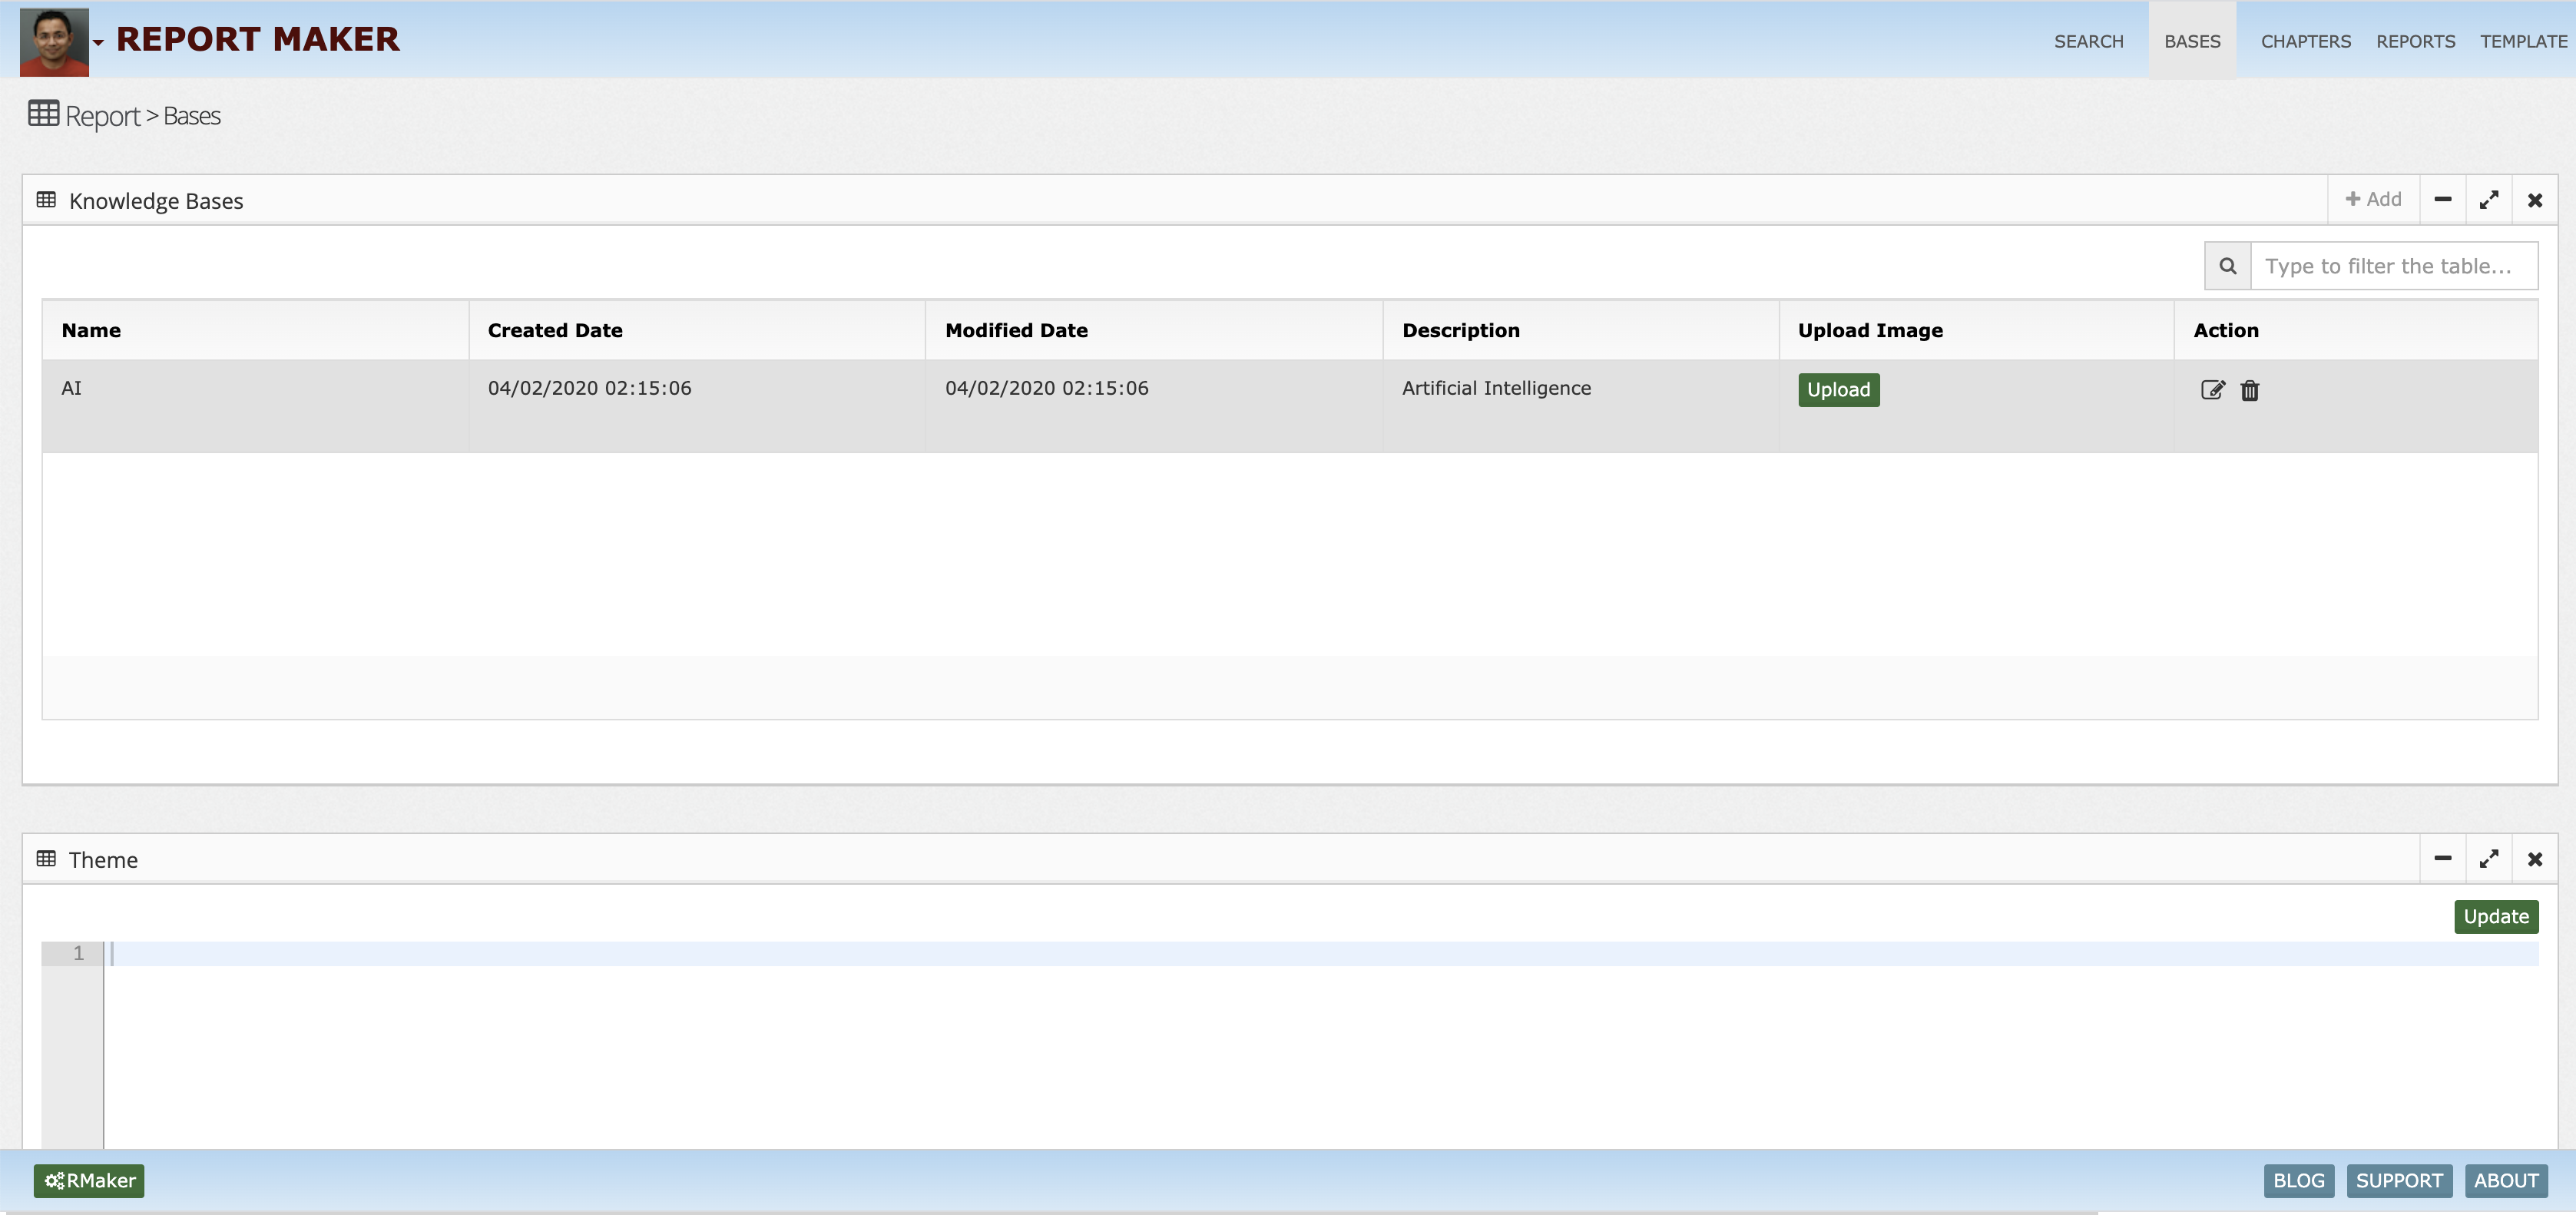 REPORT MAKER
SEARCH BASES CHAPTERS REPORTS TEMPLATE
Report > Bases
Knowledge Bases
Add
Type to filter the table...
Name Created Date Modified Date Description Upload Image Action
AI 04/02/2020 02:15:06 04/02/2020 02:15:06 Artificial Intelligence Upload
Theme
Update
1
RMaker
BLOG SUPPORT ABOUT